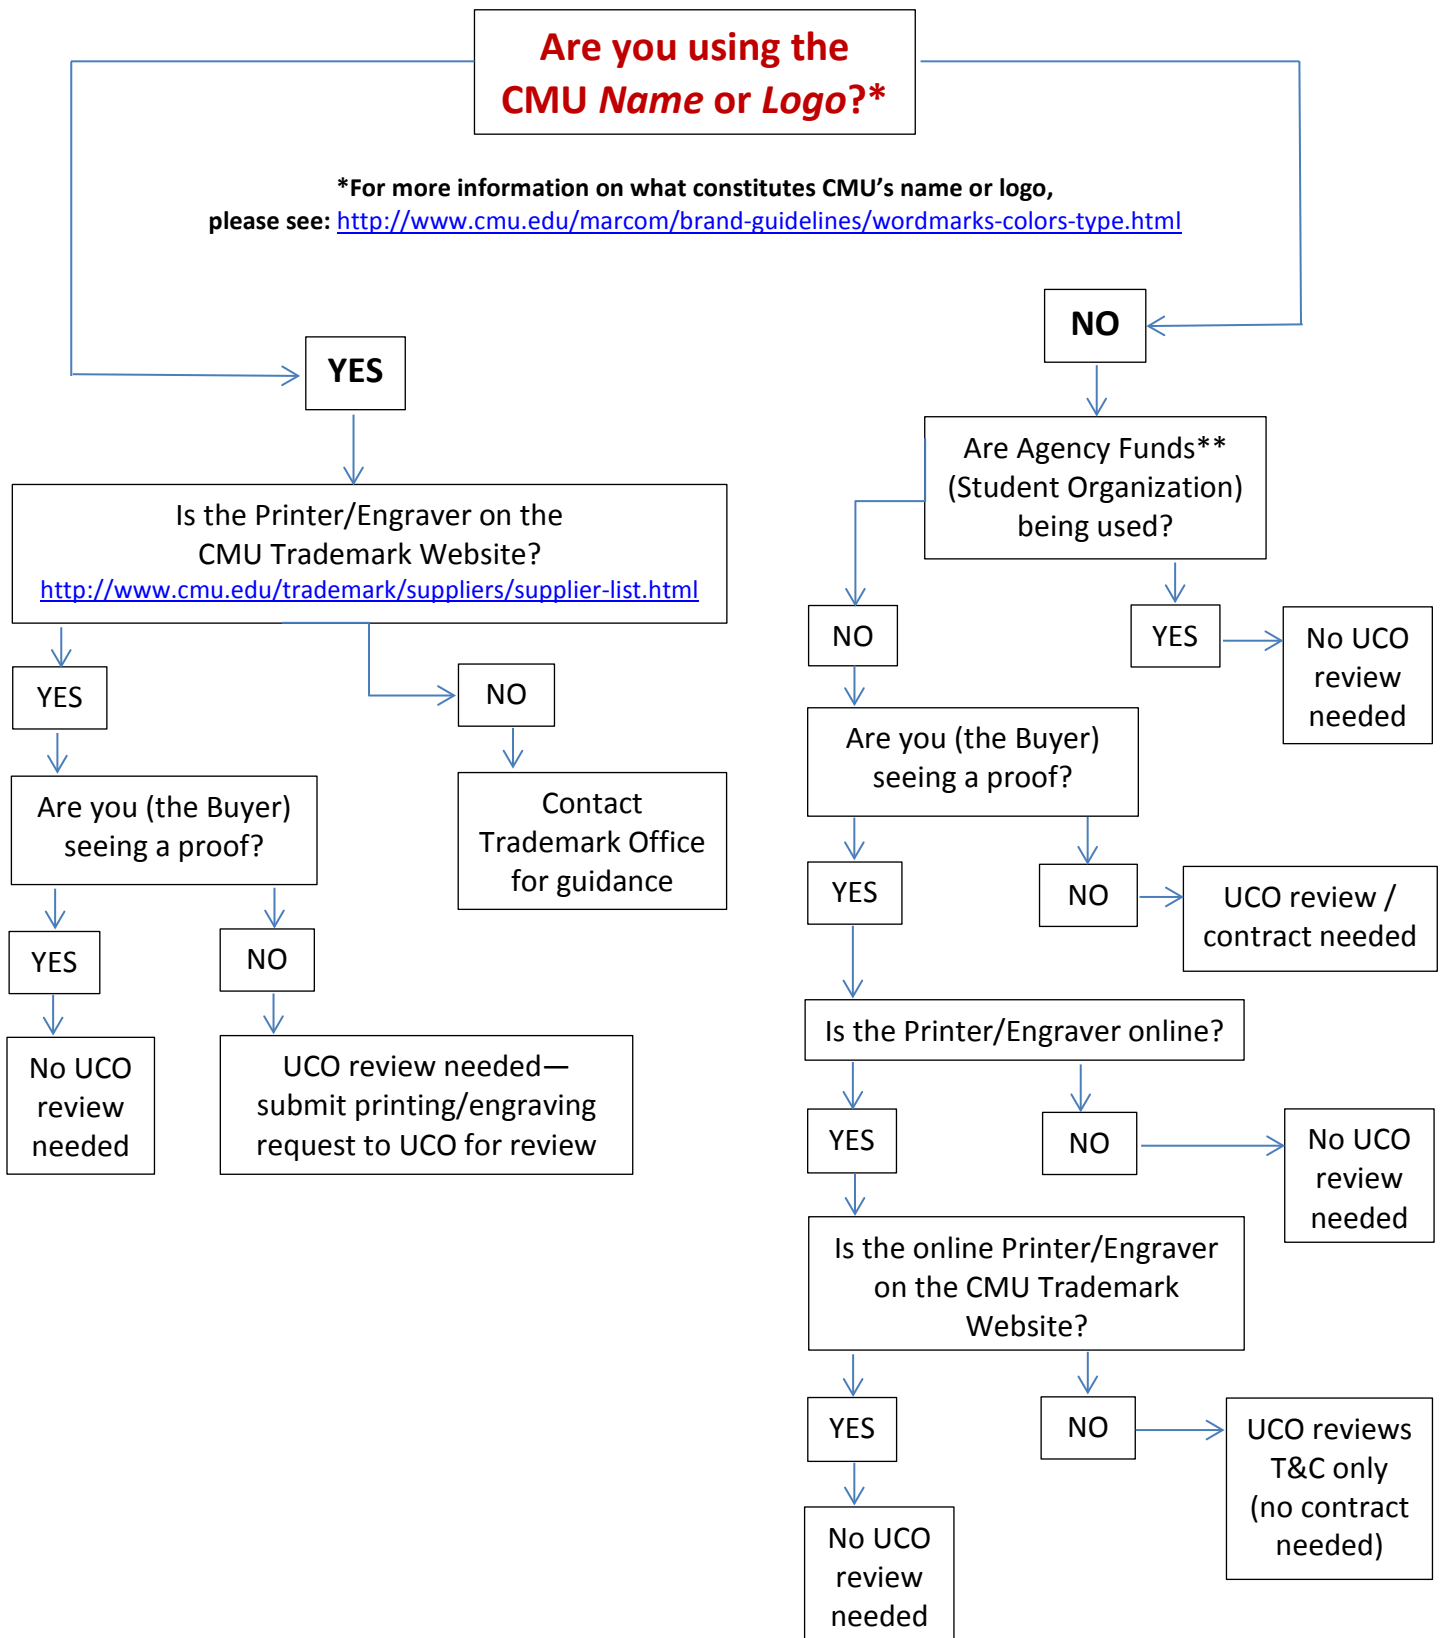 Are you using the
CMU Name or Logo?*
*For more information on what constitutes CMU's name or logo,
please see: http://www.cmu.edu/marcom/brand-guidelines/wordmarks-colors-type.html
YES
Is the Printer/Engraver on the
CMU Trademark Website?
http://www.cmu.edu/trademark/suppliers/supplier-list.html
YES
Are you (the Buyer)
seeing a proof?
YES
No UCO
review
needed
NO
UCO review needed—
submit printing/engraving
request to UCO for review
NO
Contact
Trademark Office
for guidance
NO
Are Agency Funds**
(Student Organization)
being used?
YES
No UCO
review
needed
NO
Are you (the Buyer)
seeing a proof?
NO
UCO review /
contract needed
YES
Is the Printer/Engraver online?
NO
No UCO
review
needed
YES
Is the online Printer/Engraver
on the CMU Trademark
Website?
YES
No UCO
review
needed
NO
UCO reviews
T&C only
(no contract
needed)